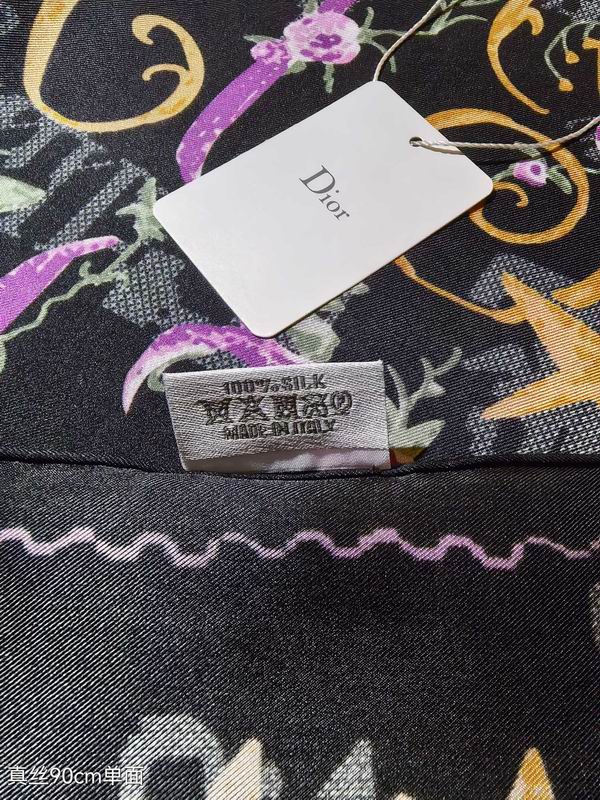 Dior
100% SILK
MADE IN ITALY
真丝90cm单面